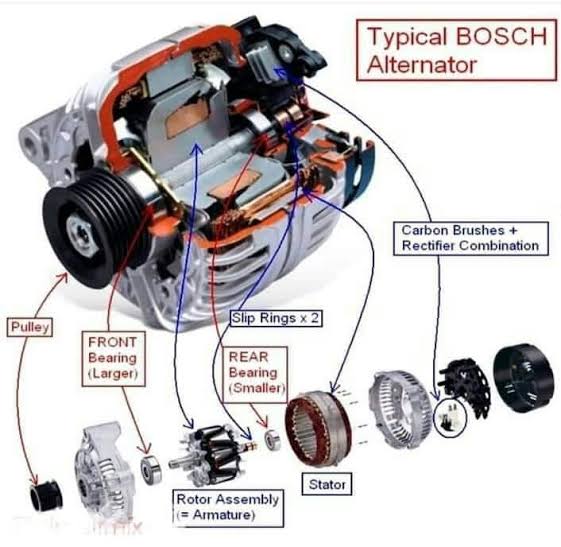 Typical BOSCH
Alternator
Carbon Brushes +
Rectifier Combination
Slip Rings x 2
Pulley
FRONT
Bearing
(Larger)
REAR
Bearing
(Smaller)
Stator
Rotor Assembly
(= Armature)